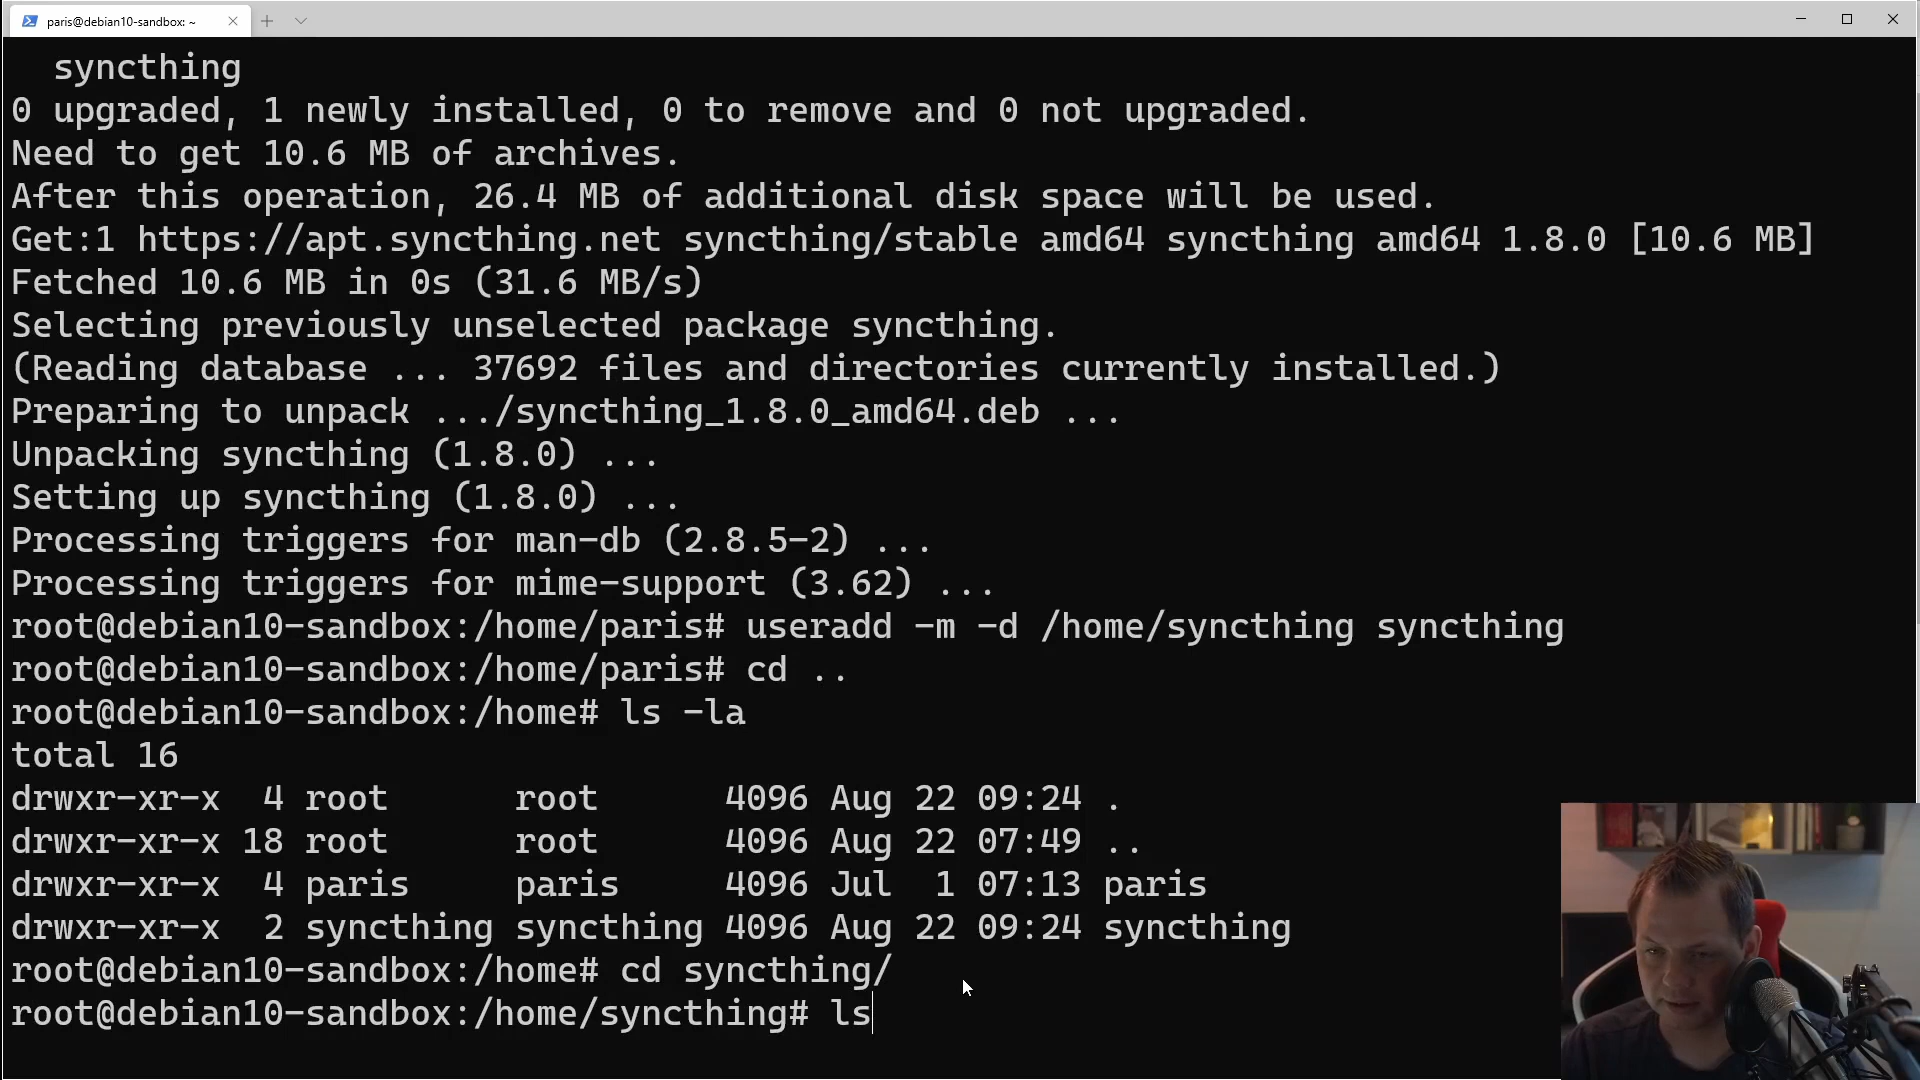 paris@debian10-sandbox: ~
syncthing
0 upgraded, 1 newly installed, 0 to remove and 0 not upgraded.
Need to get 10.6 MB of archives.
After this operation, 26.4 MB of additional disk space will be used.
Get:1 https://apt.syncthing.net syncthing/stable amd64 syncthing amd64 1.8.0 [10.6 MB]
Fetched 10.6 MB in 0s (31.6 MB/s)
Selecting previously unselected package syncthing.
(Reading database ... 37692 files and directories currently installed.)
Preparing to unpack .../syncthing_1.8.0_amd64.deb ...
Unpacking syncthing (1.8.0) ...
Setting up syncthing (1.8.0) ...
Processing triggers for man-db (2.8.5-2) ...
Processing triggers for mime-support (3.62) ...
root@debian10-sandbox:/home/paris# useradd -m -d /home/syncthing syncthing
root@debian10-sandbox:/home/paris# cd ..
root@debian10-sandbox:/home# ls -la
total 16
drwxr-xr-x  4 root      root      4096 Aug 22 09:24 .
drwxr-xr-x 18 root      root      4096 Aug 22 07:49 ..
drwxr-xr-x  4 paris     paris     4096 Jul  1 07:13 paris
drwxr-xr-x  2 syncthing syncthing 4096 Aug 22 09:24 syncthing
root@debian10-sandbox:/home# cd syncthing/
root@debian10-sandbox:/home/syncthing# ls